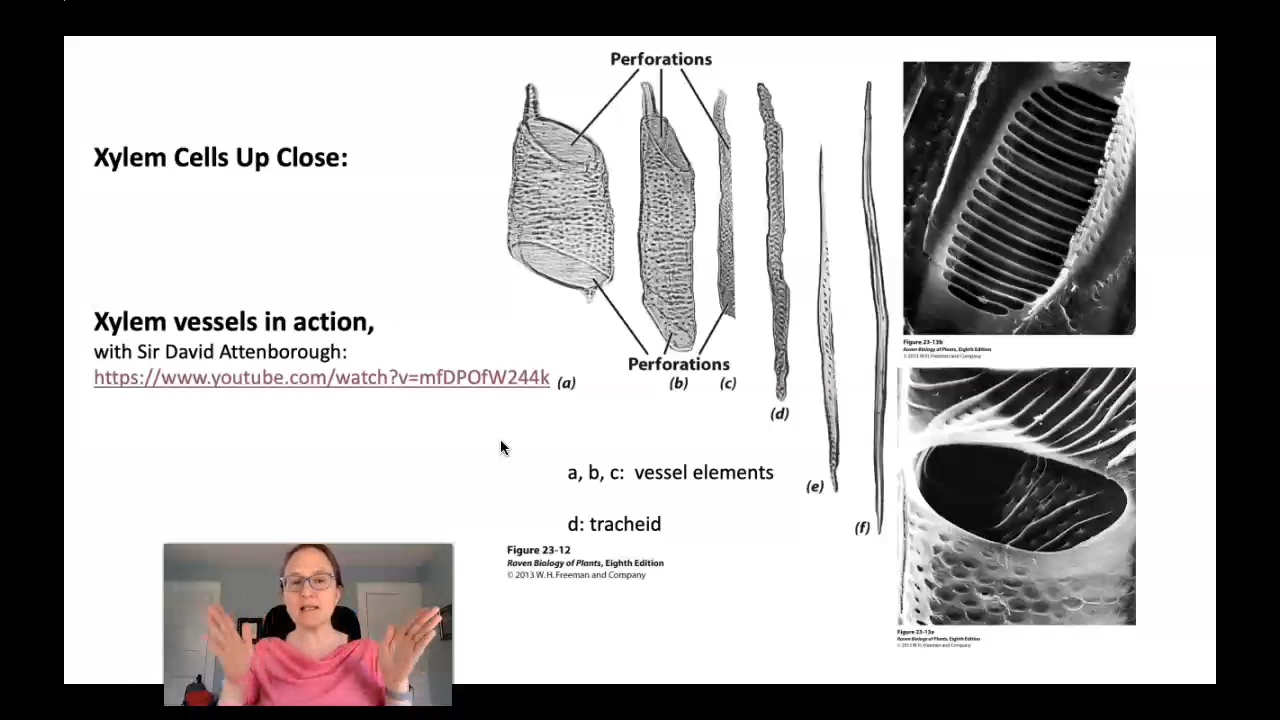 Xylem Cells Up Close:
Xylem vessels in action,
with Sir David Attenborough:
https://www.youtube.com/watch?v=mfDPOfW244k
Perforations
Perforations
(a)
(b)
(c)
(d)
(e)
(f)
a, b, c: vessel elements
d: tracheid
Figure 23-12
Raven Biology of Plants, Eighth Edition
© 2013 W. H. Freeman and Company
Figure 23-13b
Raven Biology of Plants, Eighth Edition
© 2013 W. H. Freeman and Company
Figure 23-13a
Raven Biology of Plants, Eighth Edition
© 2013 W. H. Freeman and Company